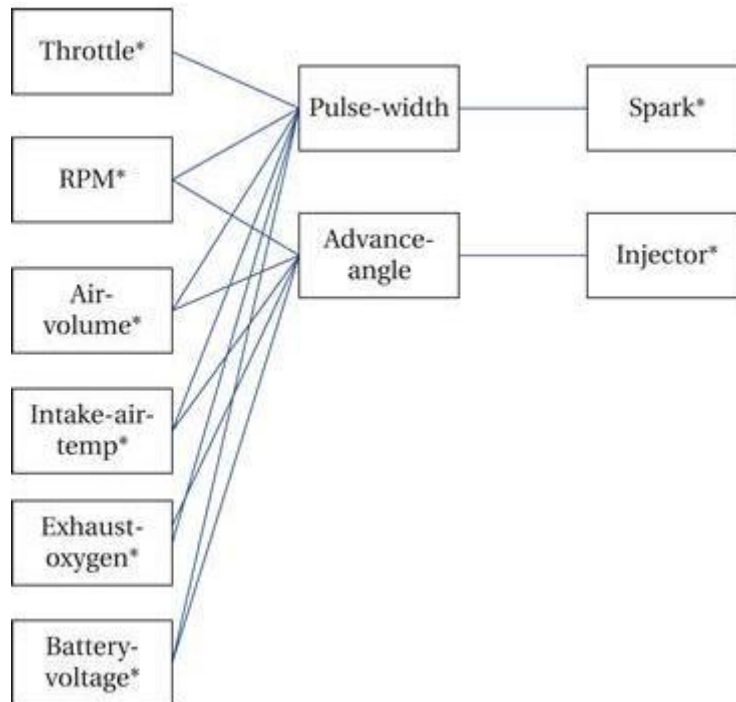 Throttle*
RPM*
Air-
volume*
Intake-air-
temp*
Exhaust-
oxygen*
Battery-
voltage*
Pulse-width
Advance-
angle
Spark*
Injector*